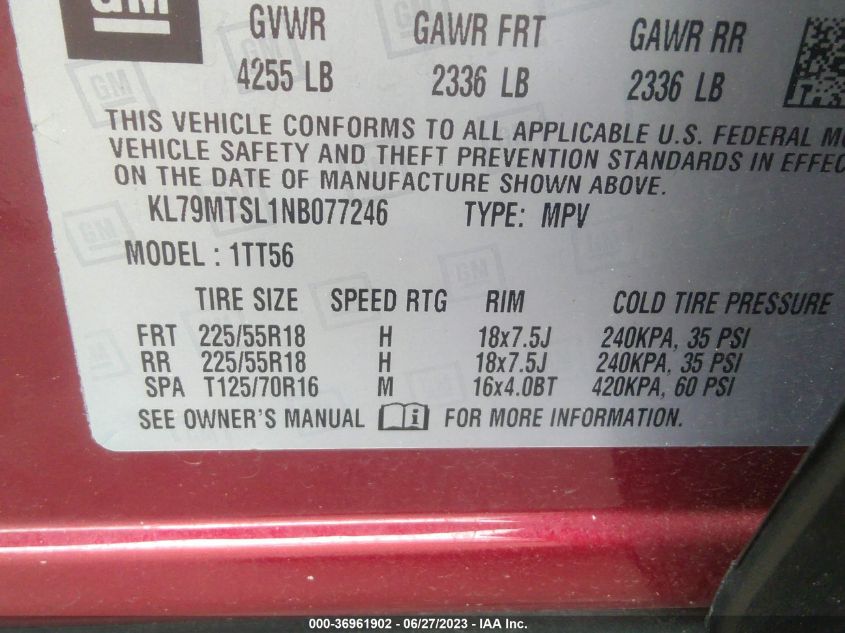 GM
GVWR GAWR FRT GAWR RR
4255 LB 2336 LB 2336 LB
THIS VEHICLE CONFORMS TO ALL APPLICABLE U.S. FEDERAL
VEHICLE SAFETY AND THEFT PREVENTION STANDARDS IN EFFEC
ON THE DATE OF MANUFACTURE SHOWN ABOVE.
KL79MTSL1NB077246 TYPE: MPV
MODEL : 1TT56
TIRE SIZE SPEED RTG RIM COLD TIRE PRESSURE
FRT 225/55R18 H 18x7.5J 240KPA, 35 PSI
RR 225/55R18 H 18x7.5J 240KPA, 35 PSI
SPA T125/70R16 M 16x4.0BT 420KPA, 60 PSI
SEE OWNER'S MANUAL i FOR MORE INFORMATION.
000-36961902 - 06/27/2023 - IAA Inc.